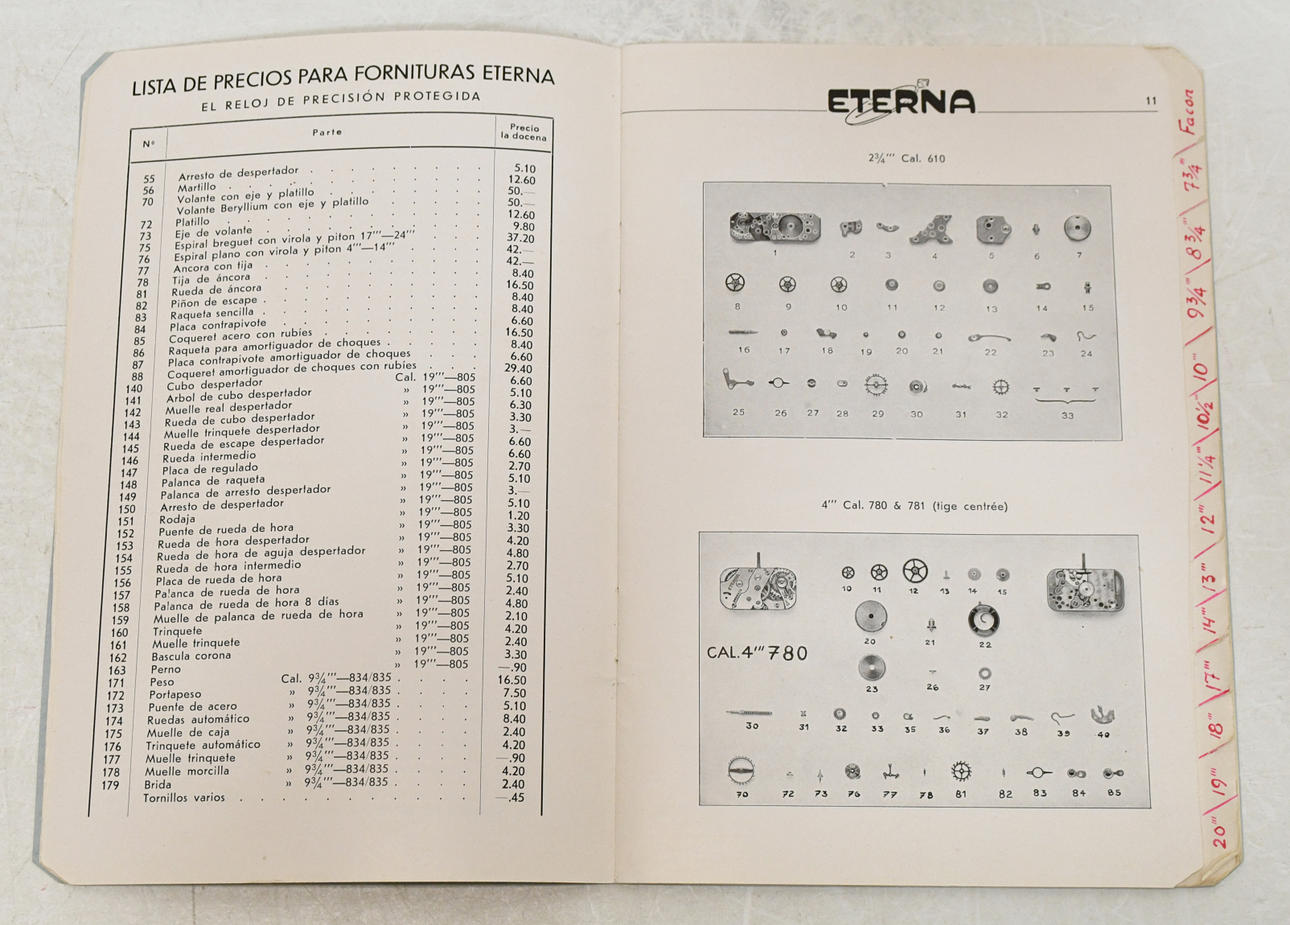 LISTA DE PRECIOS PARA FORNITURAS ETERNA
EL RELOJ DE PRECISIÓN PROTEGIDA
Nº Parte Precio la docena
55 Arresto de despertador 5.10
56 Martillo 12.60
70 Volante con eje y platillo 50.—
Volante Beryllium con eje y platillo 50.—
72 Platillo 12.60
73 Eje de volante 9.80
75 Espiral breguet con virola y piton 17'''—24''' 37.20
76 Espiral plano con virola y piton 4'''—14''' 42.—
77 Ancora con tija 42.—
78 Tija de áncora 8.40
81 Rueda de áncora 16.50
82 Piñon de escape 8.40
83 Raqueta sencilla 8.40
84 Placa contrapivote 6.60
85 Coqueret acero con rubies 16.50
86 Raqueta para amortiguador de choques 8.40
87 Placa contrapivote amortiguador de choques 6.60
88 Coqueret amortiguador de choques con rubies 29.40
140 Cubo despertador Cal. 19'''—805 6.60
141 Arbol de cubo despertador » 19'''—805 5.10
142 Muelle real despertador » 19'''—805 6.30
143 Rueda de cubo despertador » 19'''—805 3.30
144 Muelle trinquete despertador » 19'''—805 3.—
145 Rueda de escape despertador » 19'''—805 6.60
146 Rueda intermedio » 19'''—805 6.60
147 Placa de regulado » 19'''—805 2.70
148 Palanca de raqueta » 19'''—805 5.10
149 Palanca de arresto despertador » 19'''—805 3.—
150 Arresto de despertador » 19'''—805 5.10
151 Rodaja » 19'''—805 1.20
152 Puente de rueda de hora » 19'''—805 3.30
153 Rueda de hora despertador » 19'''—805 4.20
154 Rueda de hora de aguja despertador » 19'''—805 4.80
155 Rueda de hora intermedio » 19'''—805 2.70
156 Placa de rueda de hora » 19'''—805 5.10
157 Palanca de rueda de hora » 19'''—805 2.40
158 Palanca de rueda de hora 8 días » 19'''—805 4.80
159 Muelle de palanca de rueda de hora » 19'''—805 2.10
160 Trinquete » 19'''—805 4.20
161 Muelle trinquete » 19'''—805 2.40
162 Bascula corona » 19'''—805 3.30
163 Perno » 19'''—805 —.90
171 Peso Cal. 9¾'''—834/835 16.50
172 Portapeso » 9¾'''—834/835 7.50
173 Puente de acero » 9¾'''—834/835 5.10
174 Ruedas automático » 9¾'''—834/835 8.40
175 Muelle de caja » 9¾'''—834/835 2.40
176 Trinquete automático » 9¾'''—834/835 4.20
177 Muelle trinquete » 9¾'''—834/835 —.90
178 Muelle morcilla » 9¾'''—834/835 4.20
179 Brida » 9¾'''—834/835 2.40
Tornillos varios —.45
ETERNA
11
2¾''' Cal. 610
1 2 3 4 5 6 7
8 9 10 11 12 13 14 15
16 17 18 19 20 21 22 23 24
25 26 27 28 29 30 31 32 33
4''' Cal. 780 & 781 (tige centrée)
10 11 12 13 14 15
20 21 22
CAL.4''' 780
23 26 27
30 31 32 33 35 36 37 38 39 40
70 72 73 76 77 78 81 82 83 84 85
Facon
7¾'''
8¾'''
9¾'''
10'''
10½'''
11¼'''
12'''
13'''
14'''
17'''
18'''
19'''
20'''